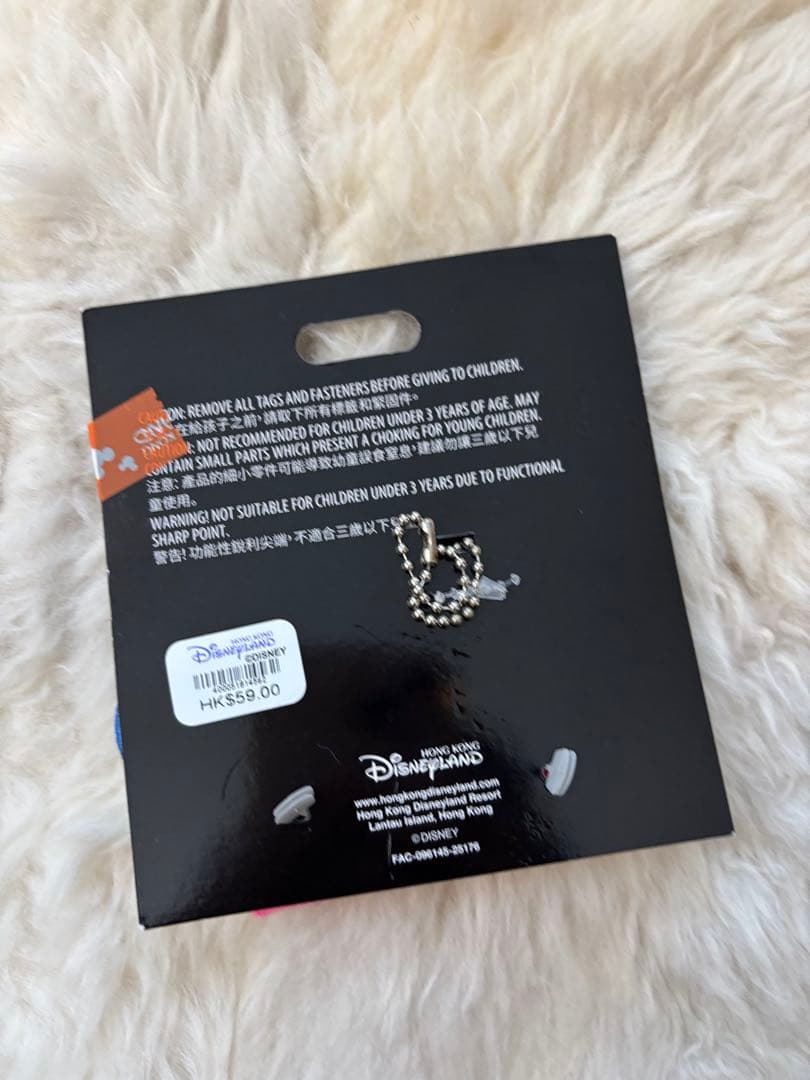 ON: REMOVE ALL TAGS AND FASTENERS BEFORE GIVING TO CHILDREN.
在給孩子之前, 請取下所有標籤和緊固件。
: NOT RECOMMENDED FOR CHILDREN UNDER 3 YEARS OF AGE. MAY
CONTAIN SMALL PARTS WHICH PRESENT A CHOKING FOR YOUNG CHILDREN.
注意: 產品的細小零件可能導致幼童誤食窒息, 建議勿讓三歲以下兒
童使用。
WARNING! NOT SUITABLE FOR CHILDREN UNDER 3 YEARS DUE TO FUNCTIONAL
SHARP POINT.
警告! 功能性銳利尖端, 不適合三歲以下
HONG KONG
DISNEYLAND
©DISNEY
HK$59.00
HONG KONG
DISNEYLAND
www.hongkongdisneyland.com
Hong Kong Disneyland Resort
Lantau Island, Hong Kong
©DISNEY
FAC-096145-25176